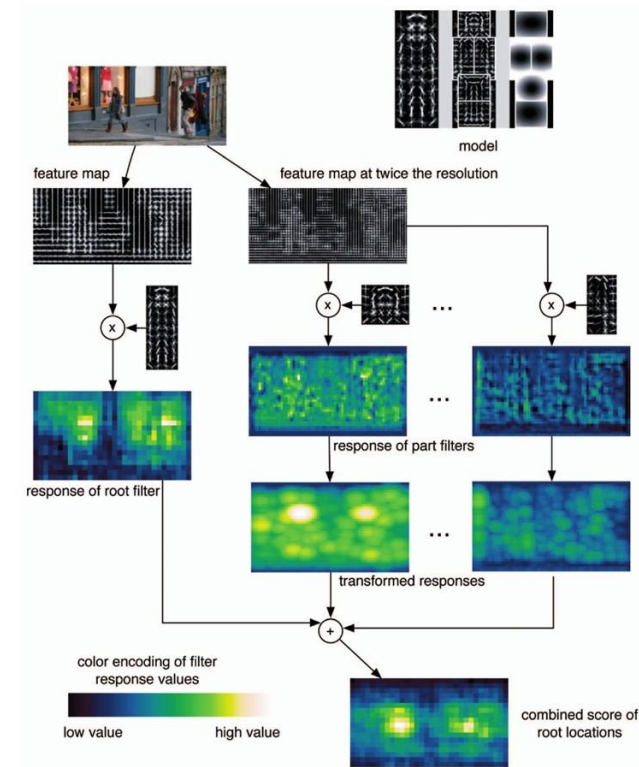 model
feature map
feature map at twice the resolution
x
x
...
x
...
response of part filters
response of root filter
...
transformed responses
+
color encoding of filter
response values
low value
high value
combined score of
root locations